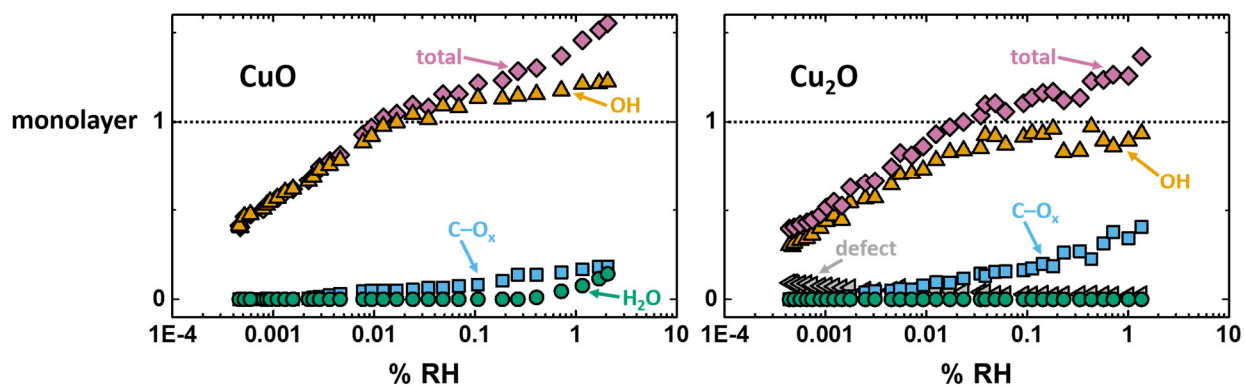 CuO
total
OH
C–Oₓ
H₂O
monolayer
1
0
1E-4
0.001
0.01
0.1
1
10
% RH
Cu₂O
total
OH
C–Oₓ
defect
1
0
1E-4
0.001
0.01
0.1
1
10
% RH